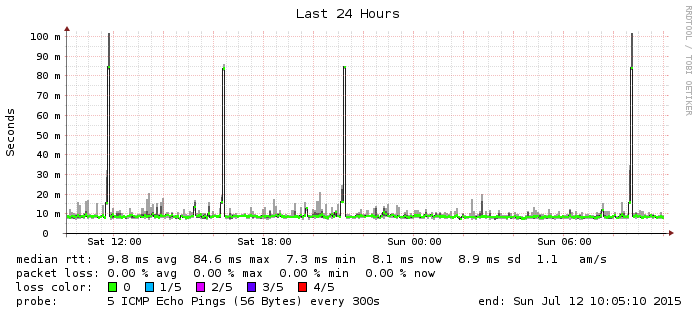 Last 24 Hours
RRDTOOL / TOBI OETIKER
Seconds
100 m
90 m
80 m
70 m
60 m
50 m
40 m
30 m
20 m
10 m
0
Sat 12:00 Sat 18:00 Sun 00:00 Sun 06:00
median rtt: 9.8 ms avg 84.6 ms max 7.3 ms min 8.1 ms now 8.9 ms sd 1.1 am/s
packet loss: 0.00 % avg 0.00 % max 0.00 % min 0.00 % now
loss color: 0 1/5 2/5 3/5 4/5
probe: 5 ICMP Echo Pings (56 Bytes) every 300s end: Sun Jul 12 10:05:10 2015